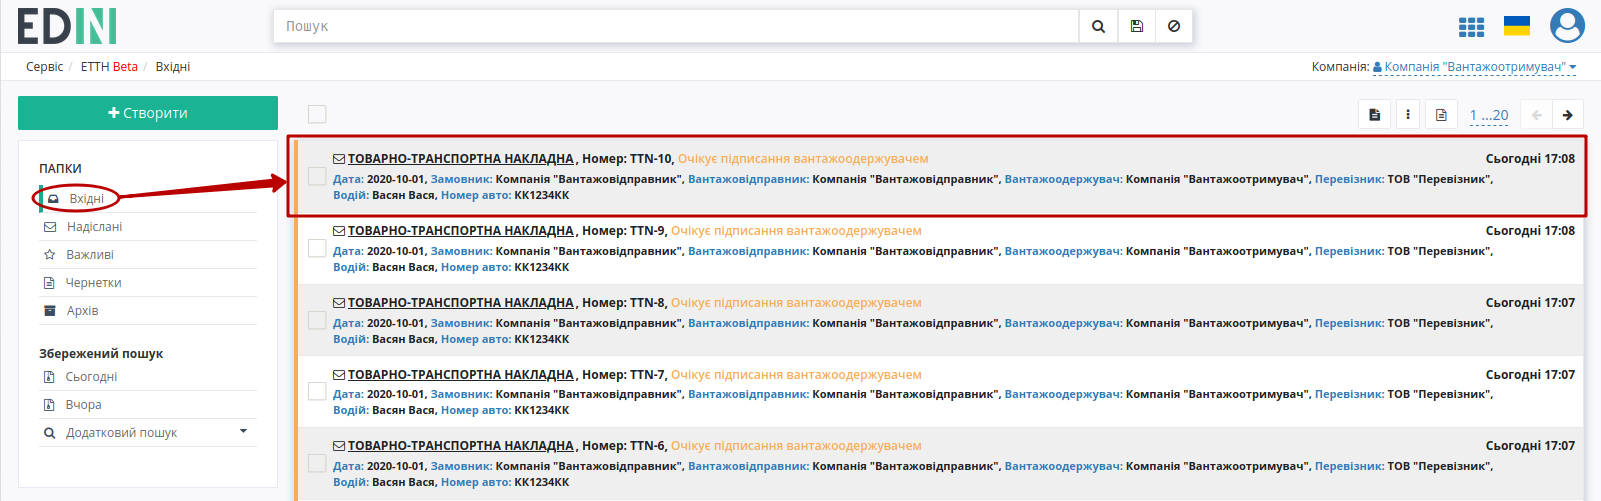 EDIN
Пошук
Сервіс / ЕТТН Beta / Вхідні
Компанія: Компанія "Вантажоотримувач"
Створити
1 ...20
ПАПКИ
Вхідні
Надіслані
Важливі
Чернетки
Архів
Збережений пошук
Сьогодні
Вчора
Додатковий пошук
ТОВАРНО-ТРАНСПОРТНА НАКЛАДНА , Номер: TTN-10, Очікує підписання вантажоодержувачем Сьогодні 17:08
Дата: 2020-10-01, Замовник: Компанія "Вантажовідправник", Вантажовідправник: Компанія "Вантажовідправник", Вантажоодержувач: Компанія "Вантажоотримувач", Перевізник: ТОВ "Перевізник",
Водій: Васян Вася, Номер авто: КК1234КК
ТОВАРНО-ТРАНСПОРТНА НАКЛАДНА , Номер: TTN-9, Очікує підписання вантажоодержувачем Сьогодні 17:08
Дата: 2020-10-01, Замовник: Компанія "Вантажовідправник", Вантажовідправник: Компанія "Вантажовідправник", Вантажоодержувач: Компанія "Вантажоотримувач", Перевізник: ТОВ "Перевізник",
Водій: Васян Вася, Номер авто: КК1234КК
ТОВАРНО-ТРАНСПОРТНА НАКЛАДНА , Номер: TTN-8, Очікує підписання вантажоодержувачем Сьогодні 17:07
Дата: 2020-10-01, Замовник: Компанія "Вантажовідправник", Вантажовідправник: Компанія "Вантажовідправник", Вантажоодержувач: Компанія "Вантажоотримувач", Перевізник: ТОВ "Перевізник",
Водій: Васян Вася, Номер авто: КК1234КК
ТОВАРНО-ТРАНСПОРТНА НАКЛАДНА , Номер: TTN-7, Очікує підписання вантажоодержувачем Сьогодні 17:07
Дата: 2020-10-01, Замовник: Компанія "Вантажовідправник", Вантажовідправник: Компанія "Вантажовідправник", Вантажоодержувач: Компанія "Вантажоотримувач", Перевізник: ТОВ "Перевізник",
Водій: Васян Вася, Номер авто: КК1234КК
ТОВАРНО-ТРАНСПОРТНА НАКЛАДНА , Номер: TTN-6, Очікує підписання вантажоодержувачем Сьогодні 17:07
Дата: 2020-10-01, Замовник: Компанія "Вантажовідправник", Вантажовідправник: Компанія "Вантажовідправник", Вантажоодержувач: Компанія "Вантажоотримувач", Перевізник: ТОВ "Перевізник",
Водій: Васян Вася, Номер авто: КК1234КК